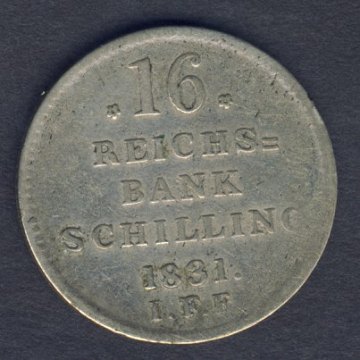 16.
REICHS=
BANK
SCHILLING
1831.
I.F.F